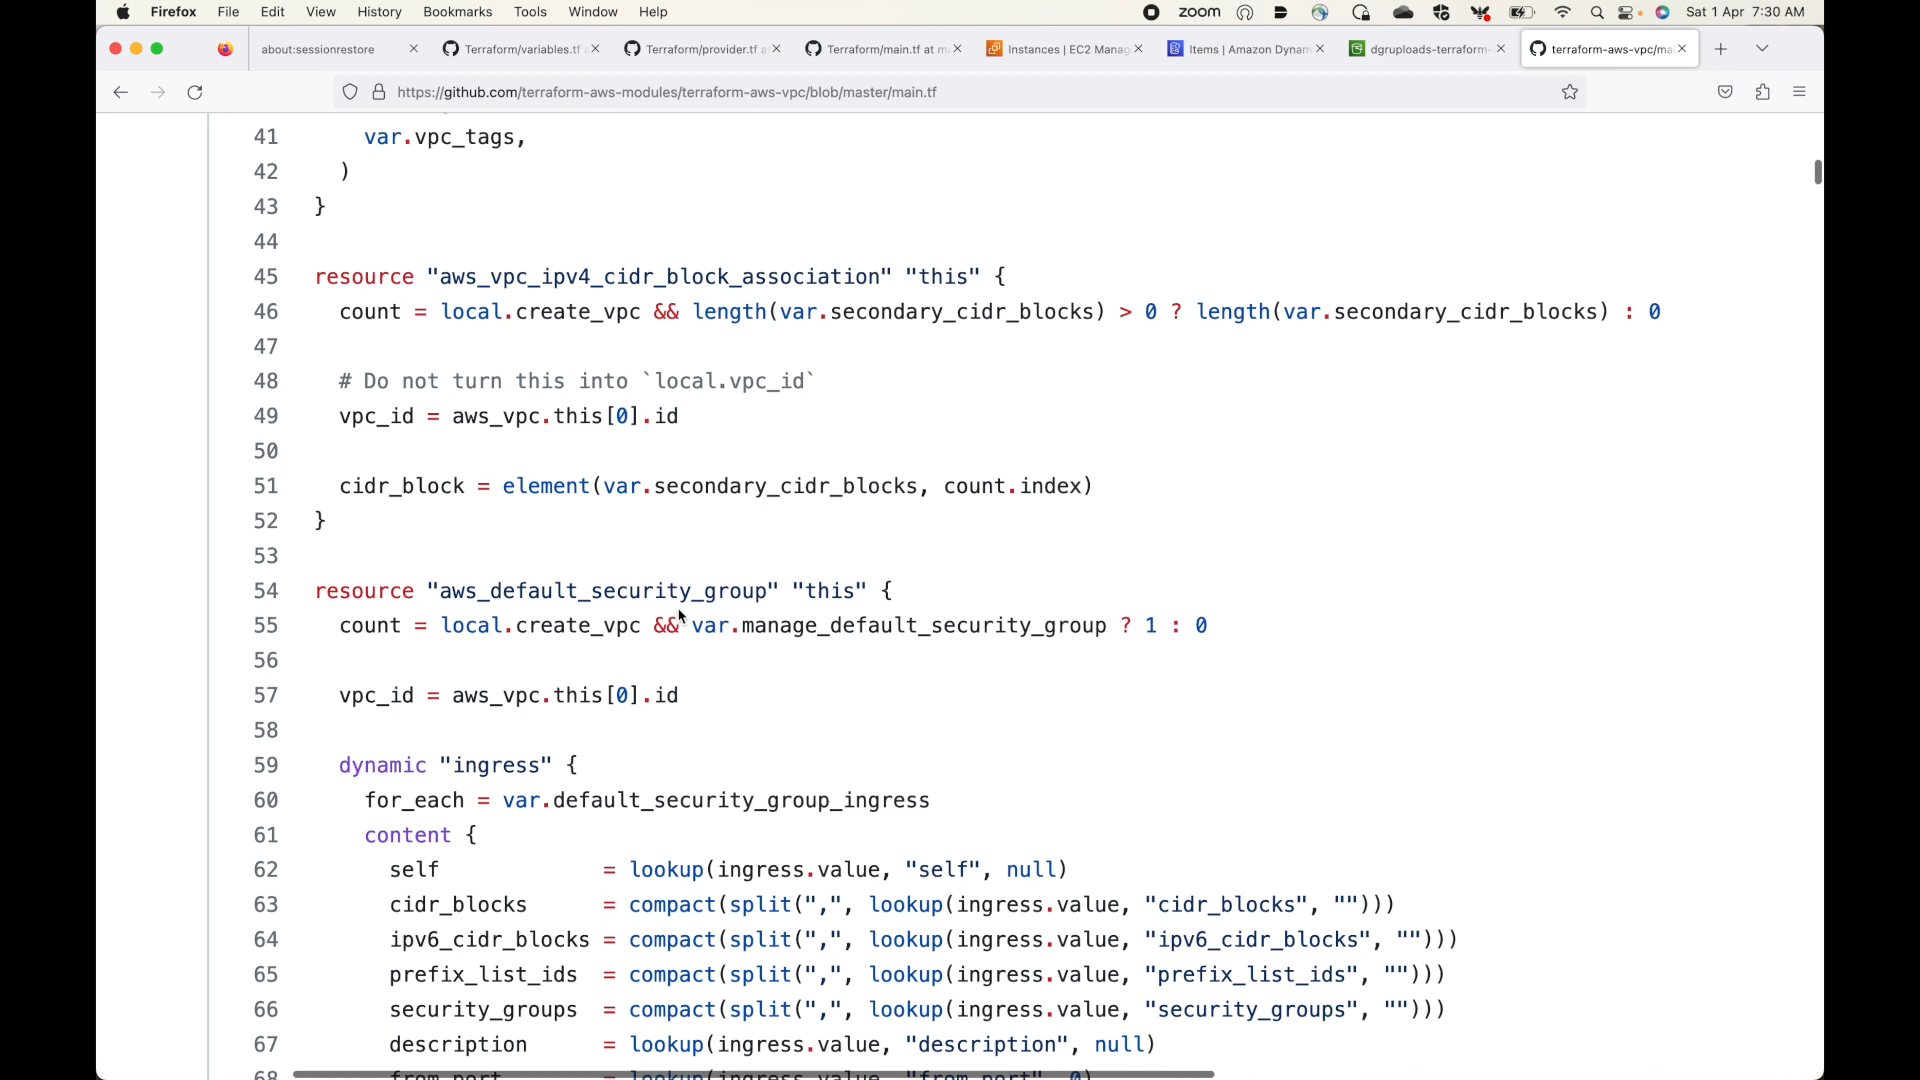 Firefox File Edit View History Bookmarks Tools Window Help zoom Sat 1 Apr 7:30 AM
about:sessionrestore Terraform/variables.tf a Terraform/provider.tf a Terraform/main.tf at m Instances | EC2 Manag Items | Amazon Dynam dgruploads-terraform- terraform-aws-vpc/ma
https://github.com/terraform-aws-modules/terraform-aws-vpc/blob/master/main.tf
41 var.vpc_tags,
42 )
43 }
44
45 resource "aws_vpc_ipv4_cidr_block_association" "this" {
46 count = local.create_vpc && length(var.secondary_cidr_blocks) > 0 ? length(var.secondary_cidr_blocks) : 0
47
48 # Do not turn this into `local.vpc_id`
49 vpc_id = aws_vpc.this[0].id
50
51 cidr_block = element(var.secondary_cidr_blocks, count.index)
52 }
53
54 resource "aws_default_security_group" "this" {
55 count = local.create_vpc && var.manage_default_security_group ? 1 : 0
56
57 vpc_id = aws_vpc.this[0].id
58
59 dynamic "ingress" {
60 for_each = var.default_security_group_ingress
61 content {
62 self = lookup(ingress.value, "self", null)
63 cidr_blocks = compact(split(",", lookup(ingress.value, "cidr_blocks", "")))
64 ipv6_cidr_blocks = compact(split(",", lookup(ingress.value, "ipv6_cidr_blocks", "")))
65 prefix_list_ids = compact(split(",", lookup(ingress.value, "prefix_list_ids", "")))
66 security_groups = compact(split(",", lookup(ingress.value, "security_groups", "")))
67 description = lookup(ingress.value, "description", null)
68 from_port = lookup(ingress.value, "from_port", 0)